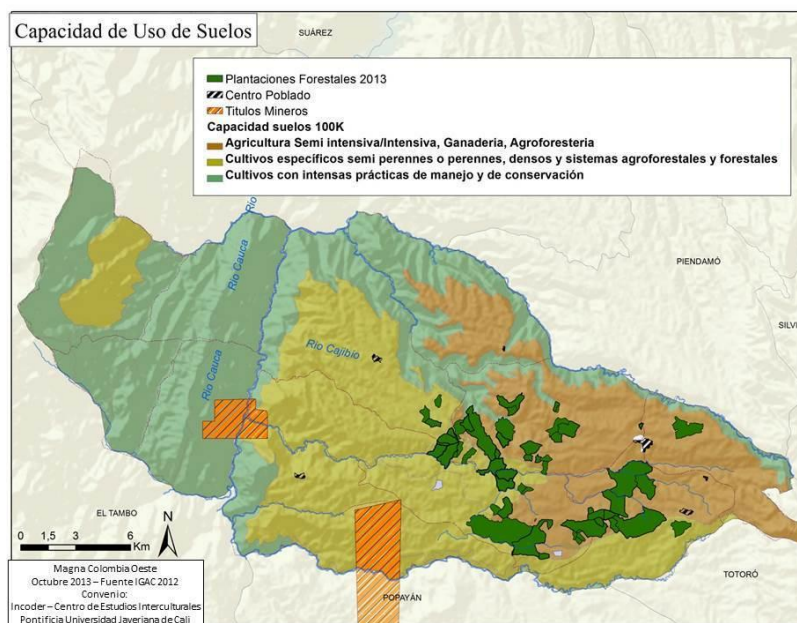 Capacidad de Uso de Suelos
SUÁREZ
Plantaciones Forestales 2013
Centro Poblado
Titulos Mineros
Capacidad suelos 100K
Agricultura Semi intensiva/Intensiva, Ganaderia, Agroforesteria
Cultivos específicos semi perennes o perennes, densos y sistemas agroforestales y forestales
Cultivos con intensas prácticas de manejo y de conservación
Rio
Rio Cauca
PIENDAMÓ
SILVI
Rio Cajibio
Rio Cauca
EL TAMBO
N
0 1,5 3 6
Km
TOTORÓ
POPAYÁN
Magna Colombia Oeste
Octubre 2013 – Fuente IGAC 2012
Convenio:
Incoder – Centro de Estudios Interculturales
Pontificia Universidad Javeriana de Cali